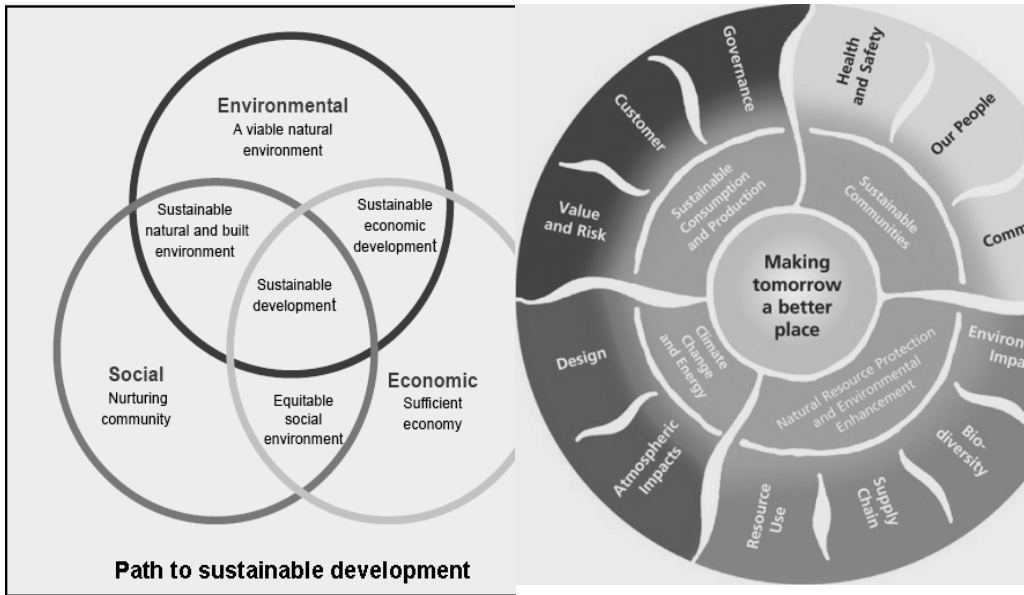 Environmental
A viable natural
environment
Sustainable
natural and built
environment
Sustainable
economic
development
Sustainable
development
Social
Nurturing
community
Equitable
social
environment
Economic
Sufficient
economy
Path to sustainable development
Governance
Customer
Value
and Risk
Health
and Safety
Our People
Comm
Sustainable
Consumption
and Production
Sustainable
Communities
Making
tomorrow
a better
place
Climate
Change
and Energy
Natural Resource Protection
and Environmental
Enhancement
Design
Atmospheric
Impacts
Resource
Use
Supply
Chain
Bio-
diversity
Environ
Impa